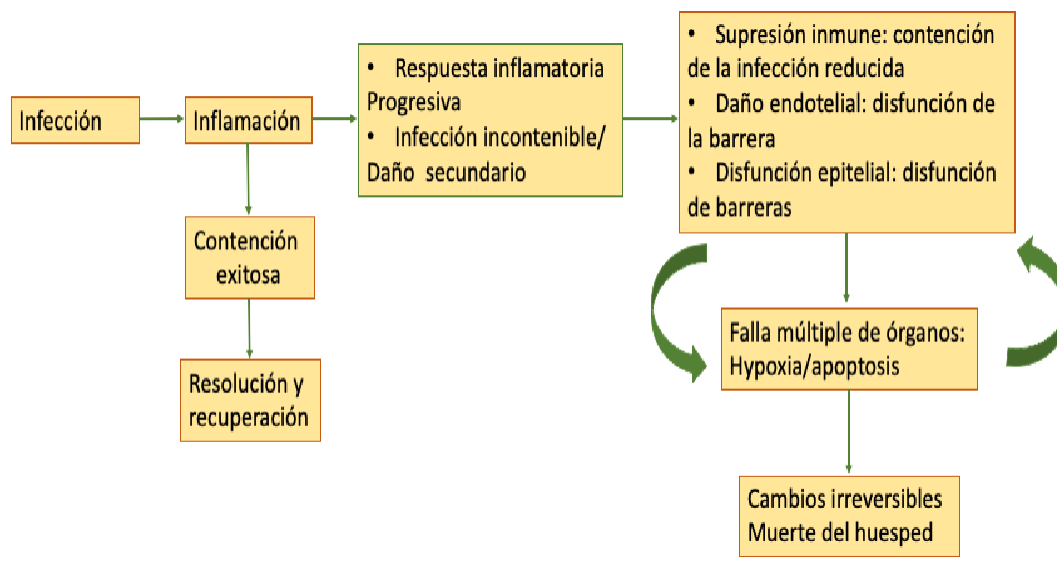 Infección
Inflamación
• Respuesta inflamatoria
Progresiva
• Infección incontenible/
Daño secundario
• Supresión inmune: contención
de la infección reducida
• Daño endotelial: disfunción de
la barrera
• Disfunción epitelial: disfunción
de barreras
Contención
exitosa
Resolución y
recuperación
Falla múltiple de órganos:
Hypoxia/apoptosis
Cambios irreversibles
Muerte del huesped